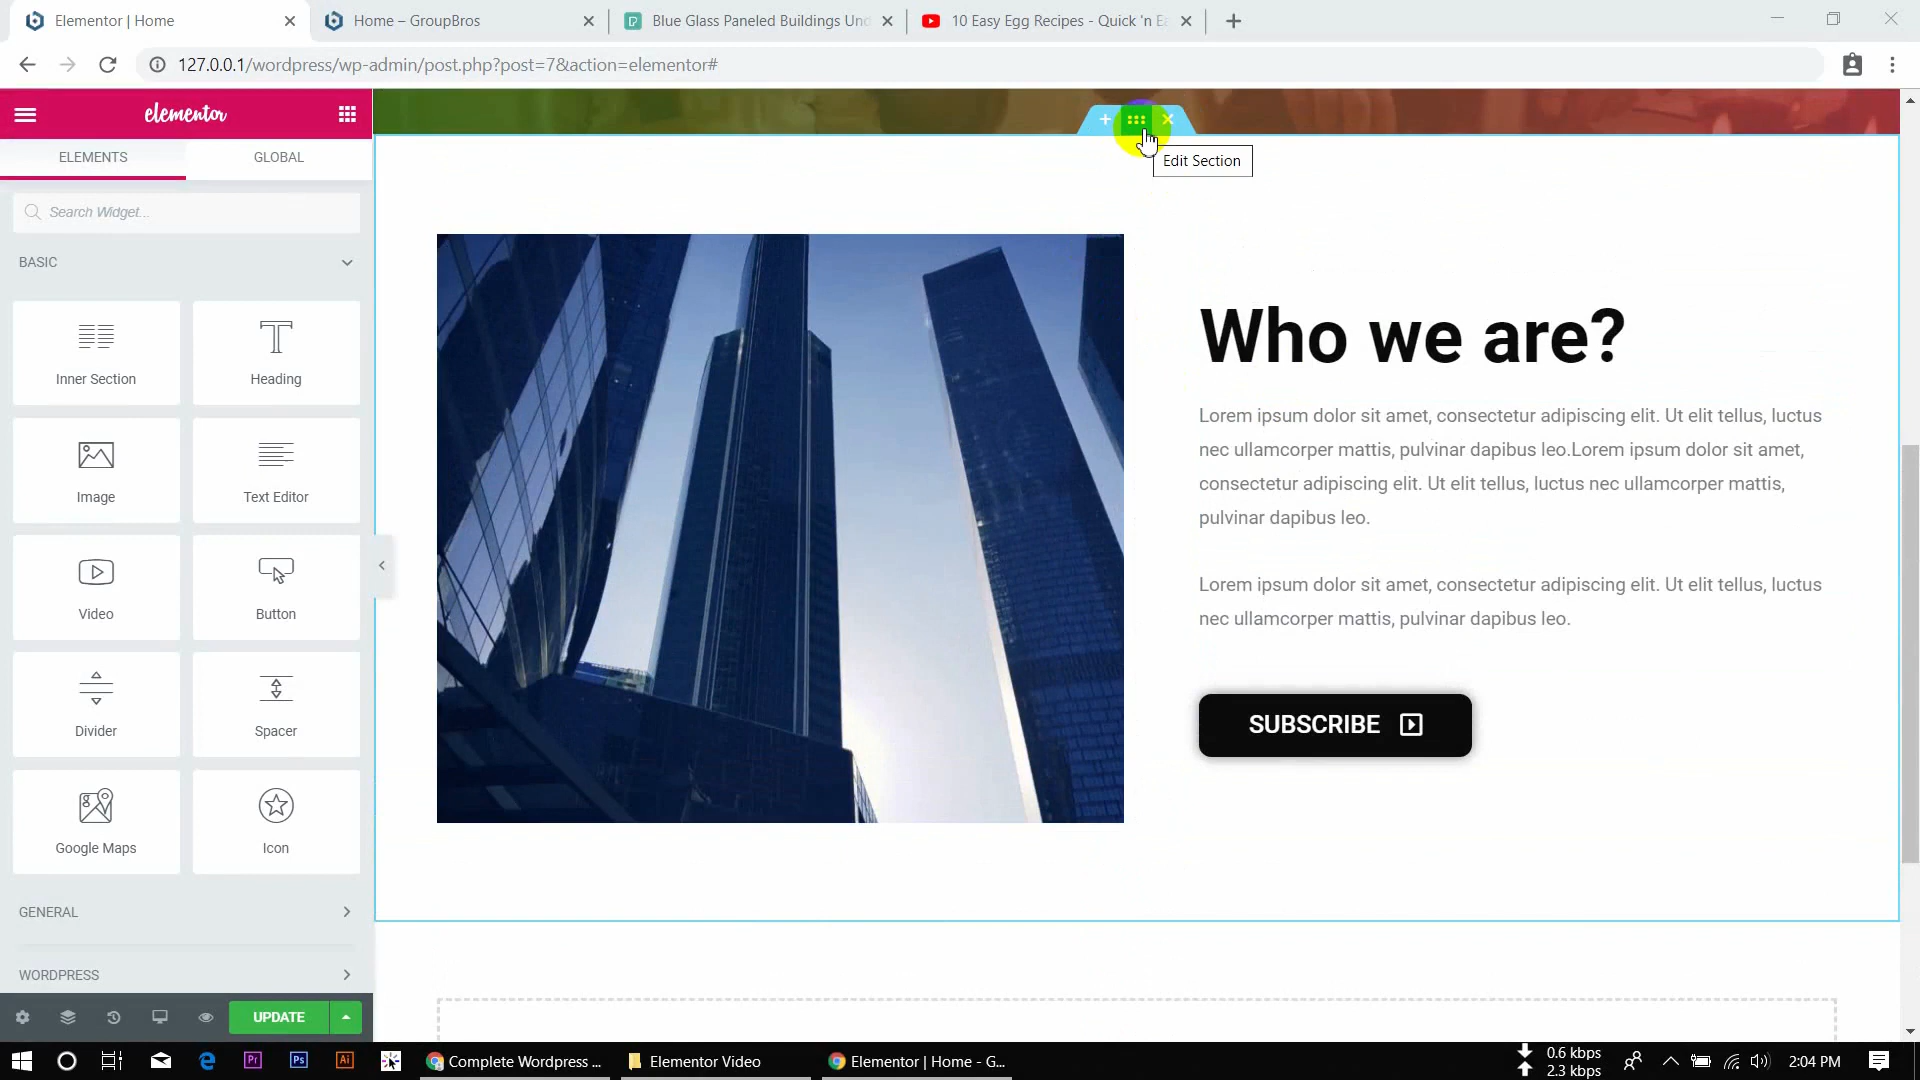 Elementor | Home
Home – GroupBros
Blue Glass Paneled Buildings Und
10 Easy Egg Recipes - Quick 'n Ea
127.0.0.1/wordpress/wp-admin/post.php?post=7&action=elementor#
elementor
ELEMENTS
GLOBAL
Search Widget...
BASIC
Inner Section
Heading
Image
Text Editor
Video
Button
Divider
Spacer
Google Maps
Icon
GENERAL
WORDPRESS
UPDATE
Edit Section
Who we are?
Lorem ipsum dolor sit amet, consectetur adipiscing elit. Ut elit tellus, luctus
nec ullamcorper mattis, pulvinar dapibus leo.Lorem ipsum dolor sit amet,
consectetur adipiscing elit. Ut elit tellus, luctus nec ullamcorper mattis,
pulvinar dapibus leo.
Lorem ipsum dolor sit amet, consectetur adipiscing elit. Ut elit tellus, luctus
nec ullamcorper mattis, pulvinar dapibus leo.
SUBSCRIBE
Pr
Ps
Ai
Complete Wordpress ...
Elementor Video
Elementor | Home - G...
0.6 kbps
2.3 kbps
2:04 PM